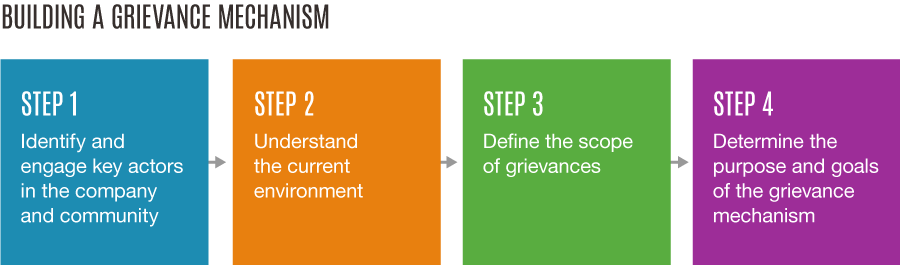 BUILDING A GRIEVANCE MECHANISM
STEP 1
Identify and
engage key actors
in the company
and community
STEP 2
Understand
the current
environment
STEP 3
Define the scope
of grievances
STEP 4
Determine the
purpose and goals
of the grievance
mechanism